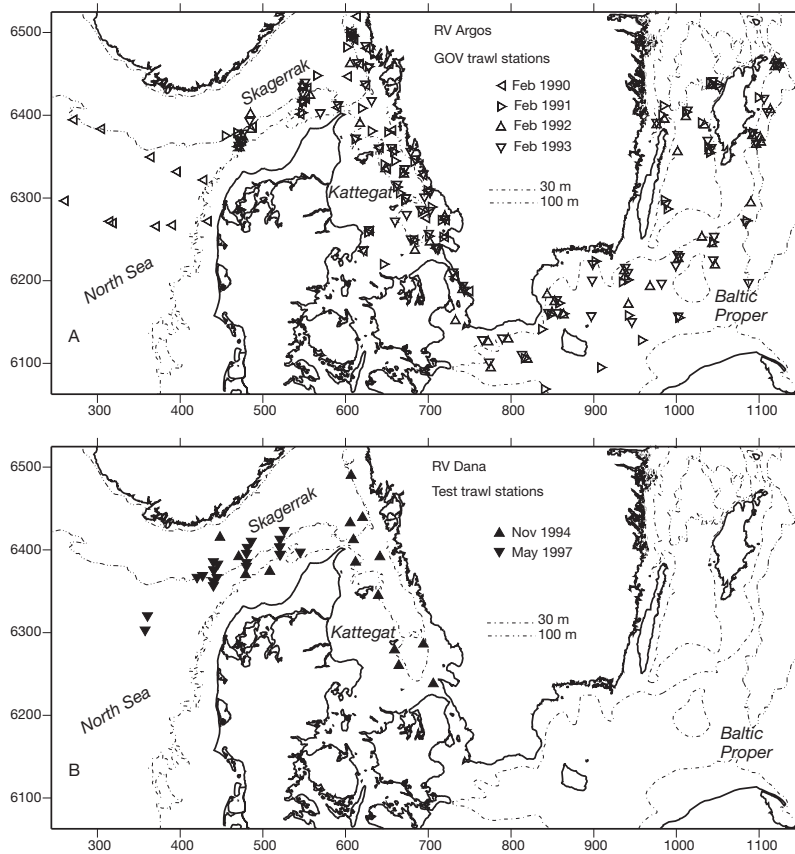 6500
6400
6300
6200
6100
RV Argos
GOV trawl stations
Feb 1990
Feb 1991
Feb 1992
Feb 1993
30 m
100 m
Skagerrak
Kattegat
North Sea
Baltic
Proper
A
300 400 500 600 700 800 900 1000 1100
6500
6400
6300
6200
6100
RV Dana
Test trawl stations
Nov 1994
May 1997
30 m
100 m
Skagerrak
Kattegat
North Sea
Baltic
Proper
B
300 400 500 600 700 800 900 1000 1100